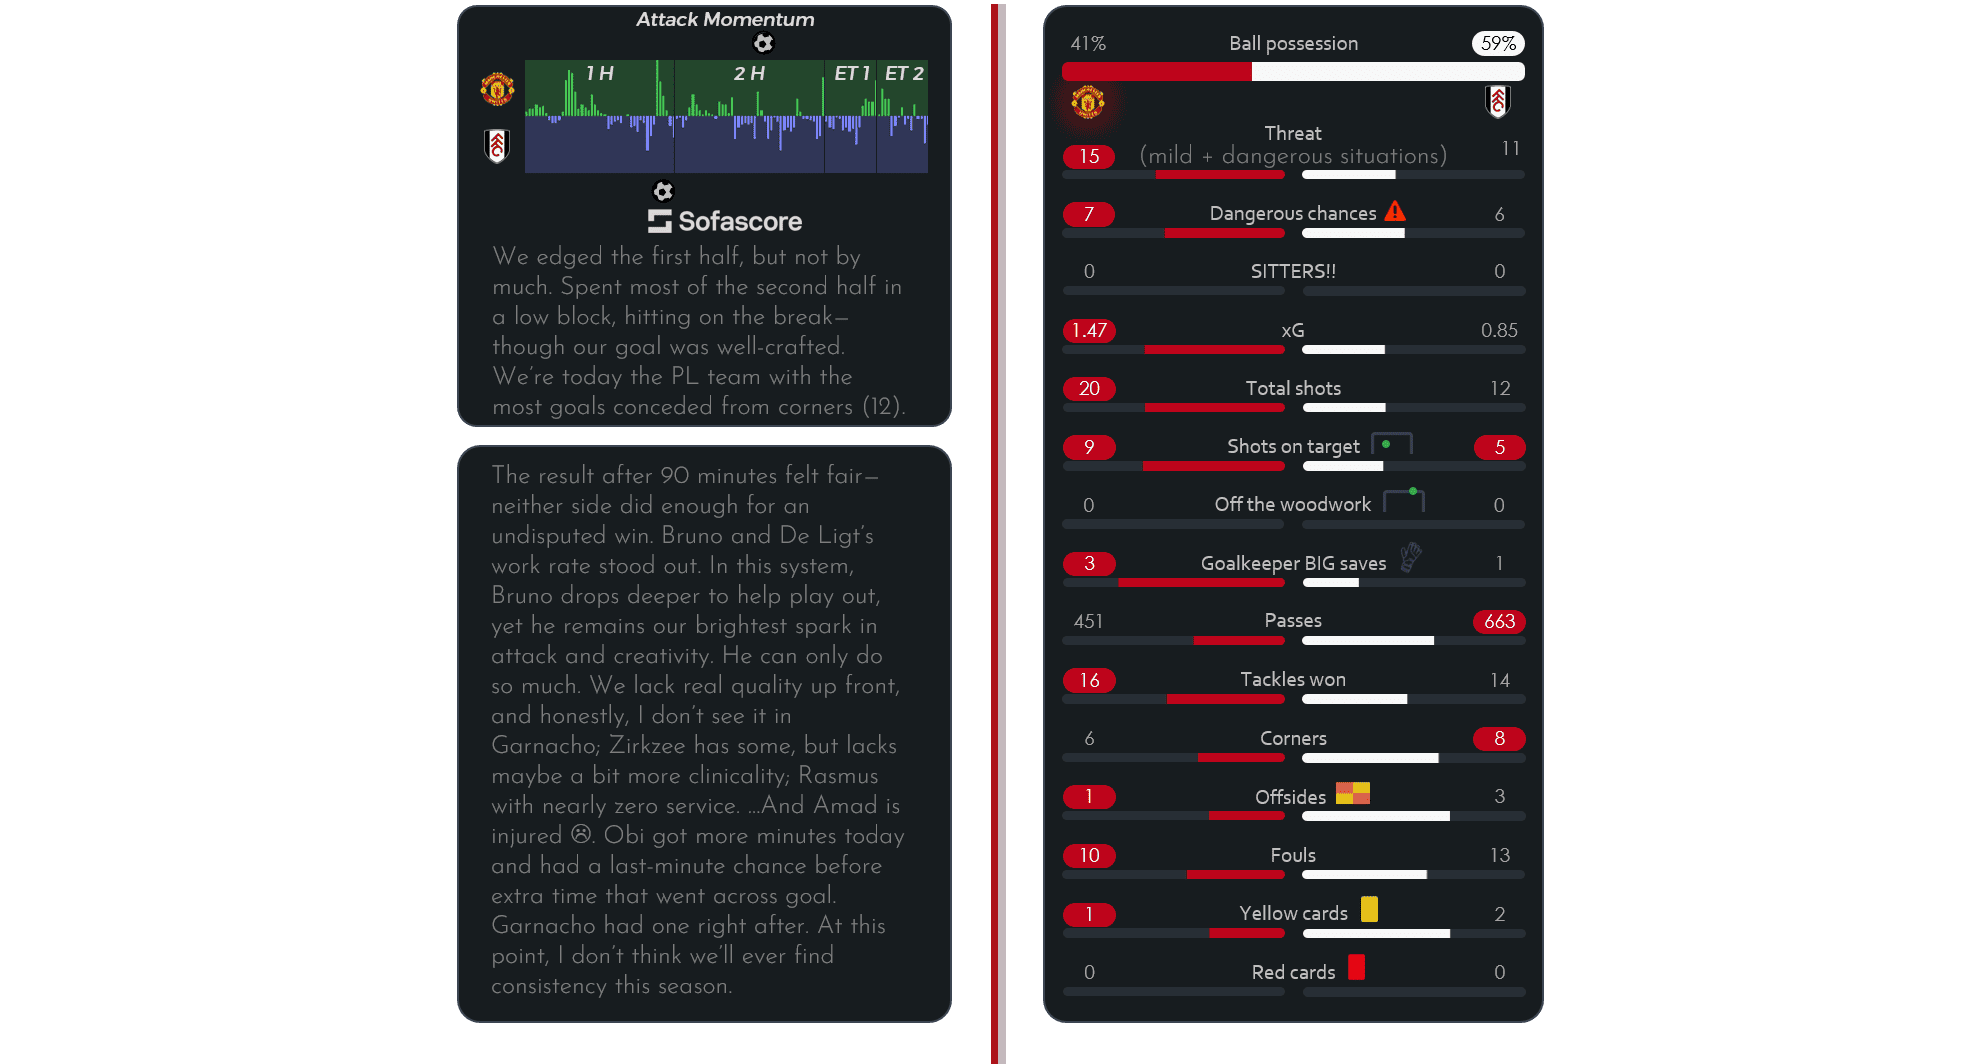 Attack Momentum
1 H 2 H ET 1 ET 2
Sofascore
We edged the first half, but not by
much. Spent most of the second half in
a low block, hitting on the break–
though our goal was well-crafted.
We're today the PL team with the
most goals conceded from corners (12).
The result after 90 minutes felt fair–
neither side did enough for an
undisputed win. Bruno and De Ligt's
work rate stood out. In this system,
Bruno drops deeper to help play out,
yet he remains our brightest spark in
attack and creativity. He can only do
so much. We lack real quality up front,
and honestly, I don't see it in
Garnacho; Zirkzee has some, but lacks
maybe a bit more clinicality; Rasmus
with nearly zero service. ...And Amad is
injured ☹. Obi got more minutes today
and had a last-minute chance before
extra time that went across goal.
Garnacho had one right after. At this
point, I don't think we'll ever find
consistency this season.
41% Ball possession 59%
Threat
15 (mild + dangerous situations) 11
7 Dangerous chances 6
0 SITTERS!! 0
1.47 xG 0.85
20 Total shots 12
9 Shots on target 5
0 Off the woodwork 0
3 Goalkeeper BIG saves 1
451 Passes 663
16 Tackles won 14
6 Corners 8
1 Offsides 3
10 Fouls 13
1 Yellow cards 2
0 Red cards 0